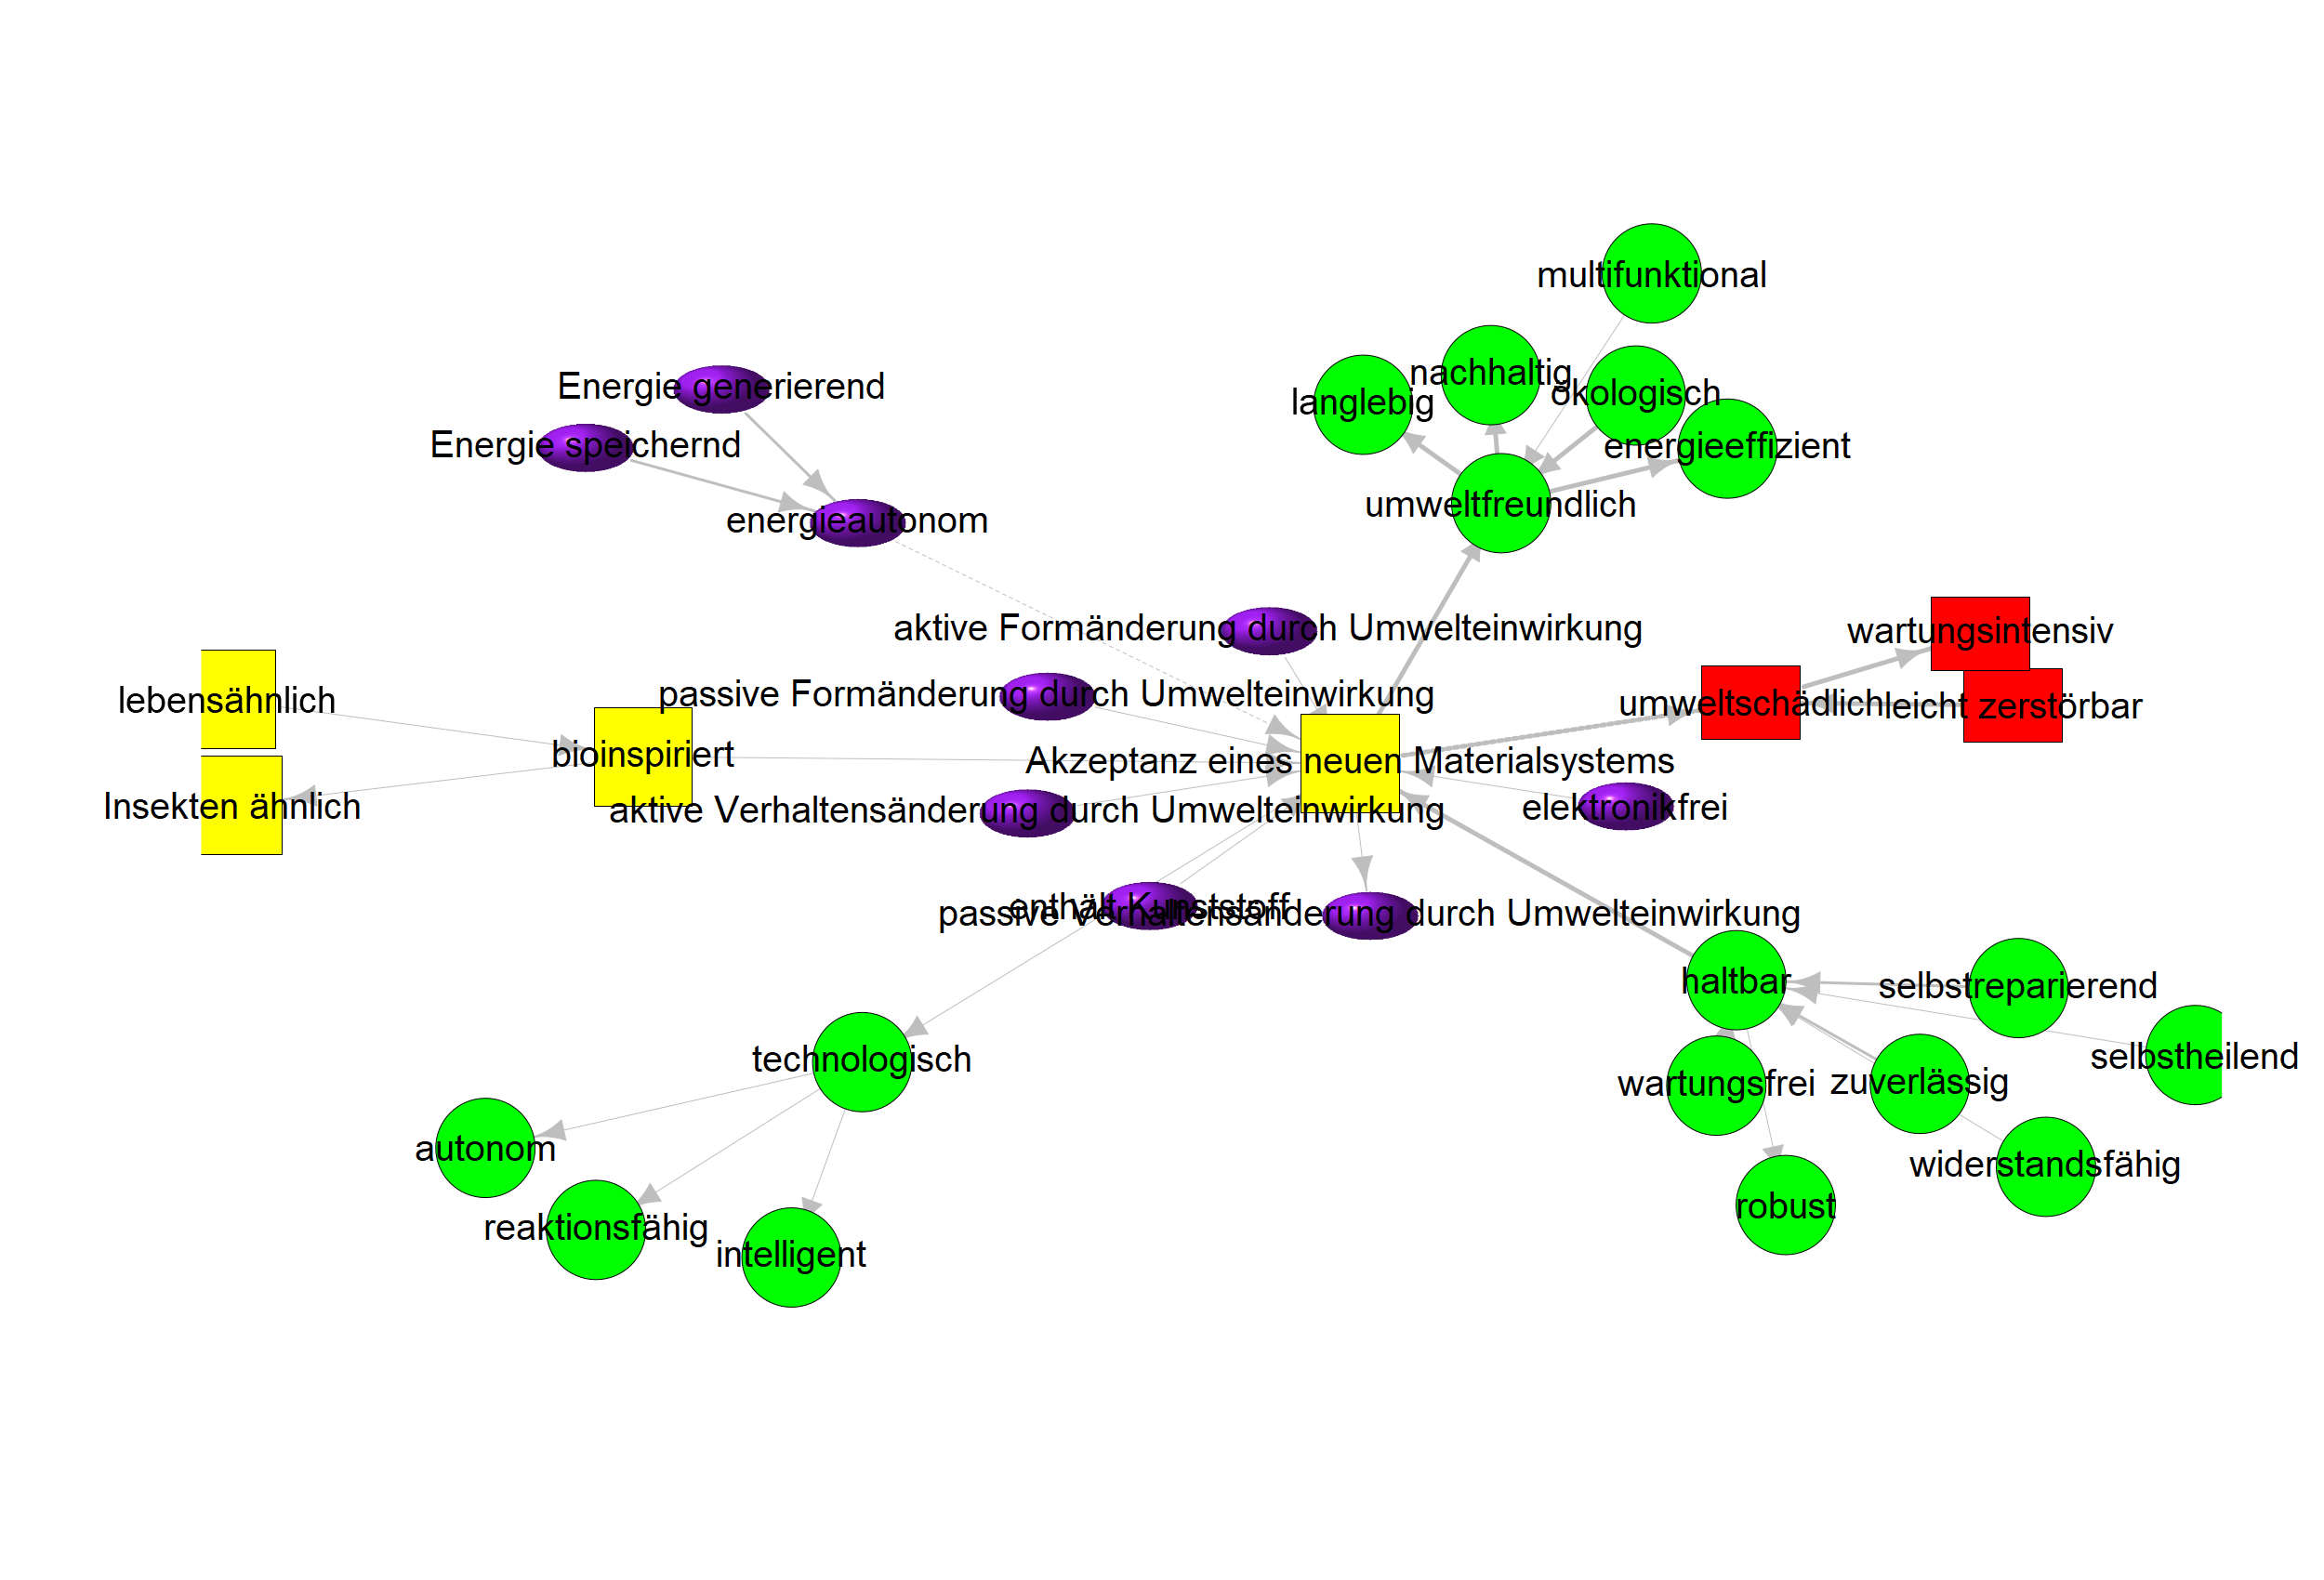 multifunktional
nachhaltig
Energie generierend
ökologisch
langlebig
Energie speichernd
energieeffizient
umweltfreundlich
energieautonom
aktive Formänderung durch Umwelteinwirkung
wartungsintensiv
passive Formänderung durch Umwelteinwirkung
lebensähnlich
umweltschädlich
leicht zerstörbar
bioinspiriert
Akzeptanz eines neuen Materialsystems
Insekten ähnlich
aktive Verhaltensänderung durch Umwelteinwirkung
elektronikfrei
enthält Kunststoff
passive Verhaltensänderung durch Umwelteinwirkung
haltbar
selbstreparierend
technologisch
selbstheilend
wartungsfrei
zuverlässig
autonom
widerstandsfähig
robust
reaktionsfähig
intelligent